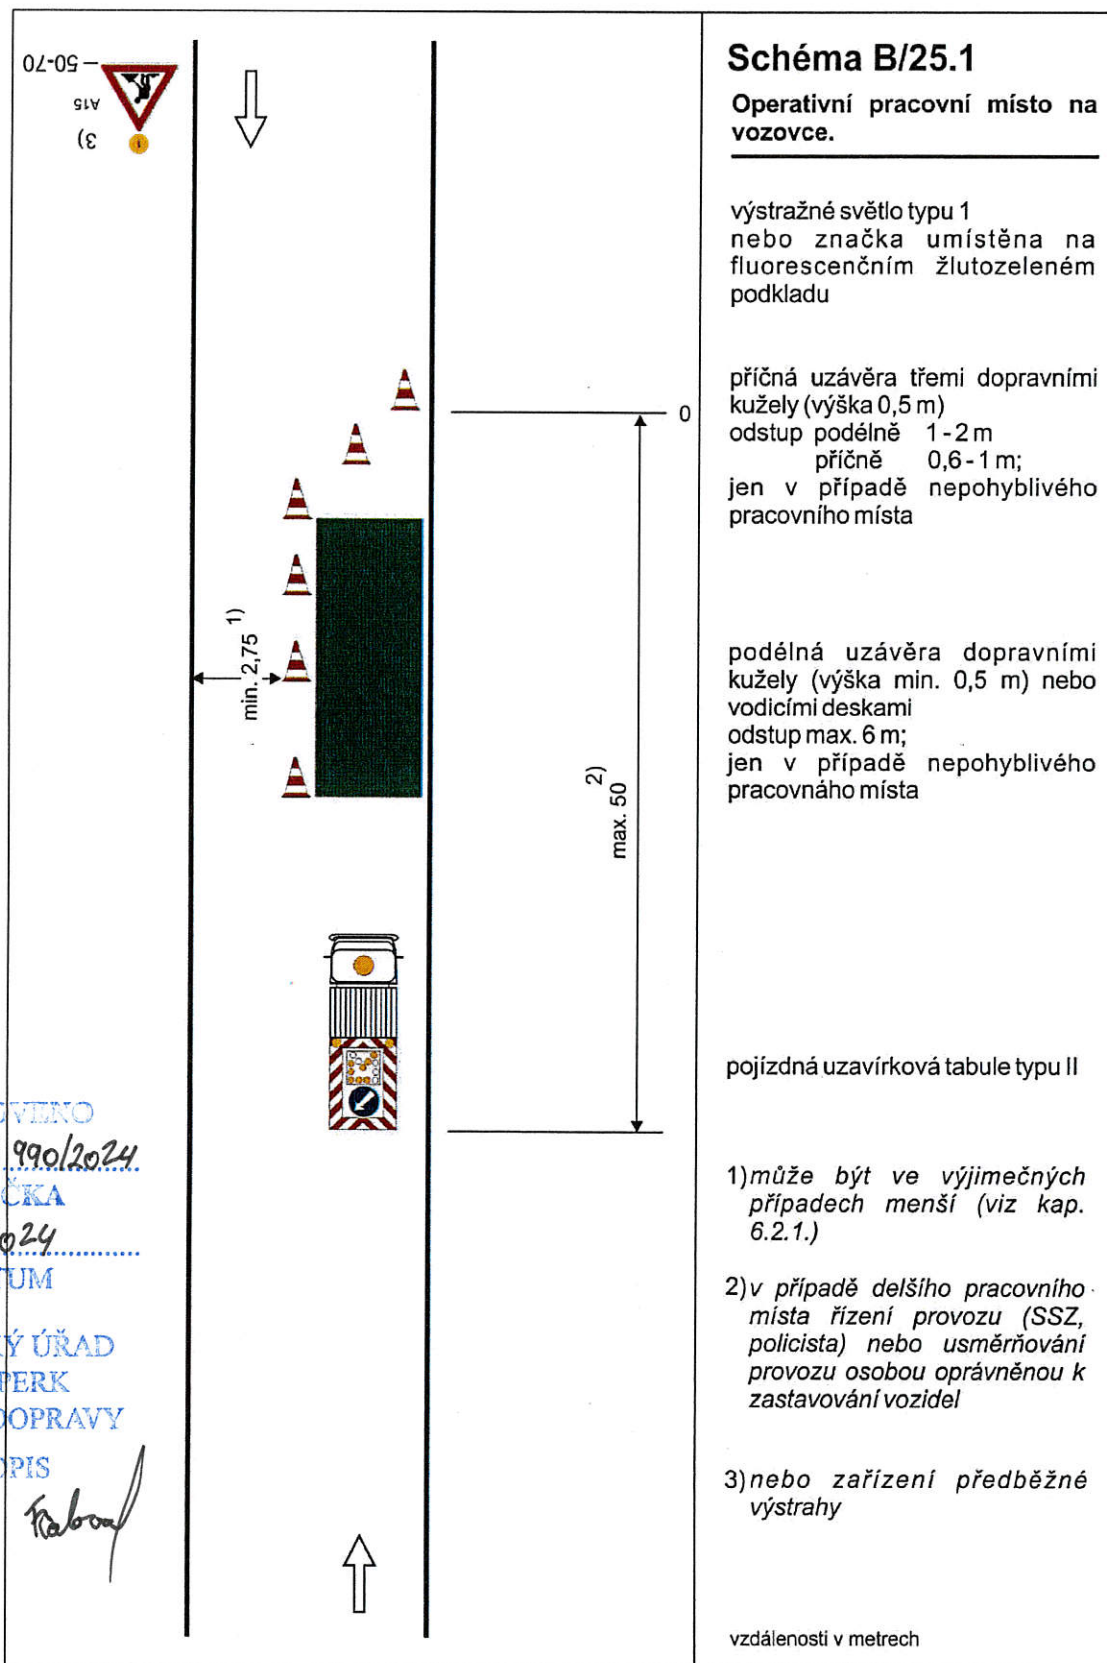 50-70
A15
3)
Schéma B/25.1
Operativní pracovní místo na
vozovce.
výstražné světlo typu 1
nebo značka umístěna na
fluorescenčním žlutozeleném
podkladu
příčná uzávěra třemi dopravními
kužely (výška 0,5 m)
odstup podélně 1-2 m
příčně 0,6-1 m;
jen v případě nepohyblivého
pracovního místa
0
min. 2,75 1)
podélná uzávěra dopravními
kužely (výška min. 0,5 m) nebo
vodicími deskami
odstup max. 6 m;
jen v případě nepohyblivého
pracovnáho místa
max. 50 2)
pojízdná uzavírková tabule typu II
1) může být ve výjimečných
případech menší (viz kap.
6.2.1.)
2) v případě delšího pracovního
místa řízení provozu (SSZ,
policista) nebo usměrňování
provozu osobou oprávněnou k
zastavování vozidel
3) nebo zařízení předběžné
výstrahy
vzdálenosti v metrech
OVENO
990/2024
ČKA
024
TUM
KÝ ÚŘAD
PERK
DOPRAVY
OPIS